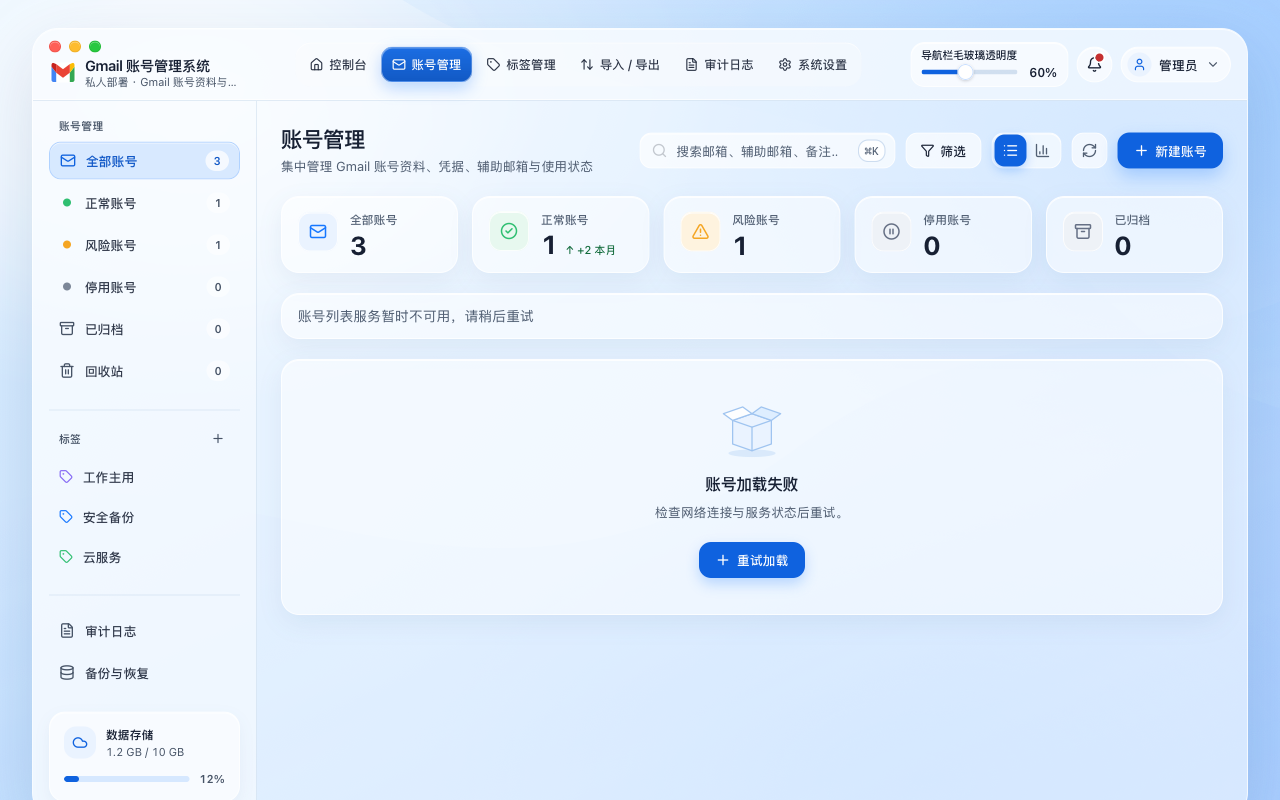 Gmail 账号管理系统
私人部署 · Gmail 账号资料与...
控制台
账号管理
标签管理
导入 / 导出
审计日志
系统设置
导航栏毛玻璃透明度
60%
管理员
账号管理
全部账号 3
正常账号 1
风险账号 1
停用账号 0
已归档 0
回收站 0
标签
工作主用
安全备份
云服务
审计日志
备份与恢复
数据存储
1.2 GB / 10 GB
12%
账号管理
集中管理 Gmail 账号资料、凭据、辅助邮箱与使用状态
搜索邮箱、辅助邮箱、备注..
⌘K
筛选
新建账号
全部账号
3
正常账号
1 ↑ +2 本月
风险账号
1
停用账号
0
已归档
0
账号列表服务暂时不可用，请稍后重试
账号加载失败
检查网络连接与服务状态后重试。
重试加载